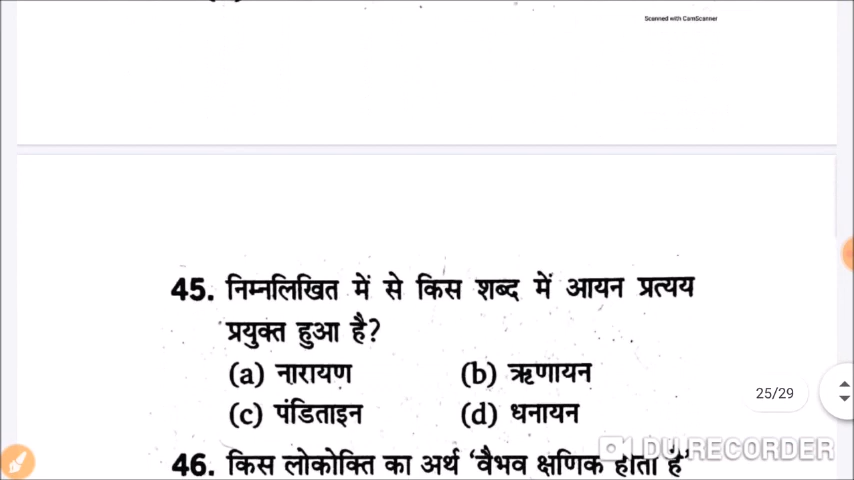 Scanned with CamScanner
45. निम्नलिखित में से किस शब्द में आयन प्रत्यय
प्रयुक्त हुआ है?
(a) नारायण (b) ऋणायन
(c) पंडिताइन (d) धनायन
25/29
46. किस लोकोक्ति का अर्थ ‘वैभव क्षणिक होता है’
DU RECORDER